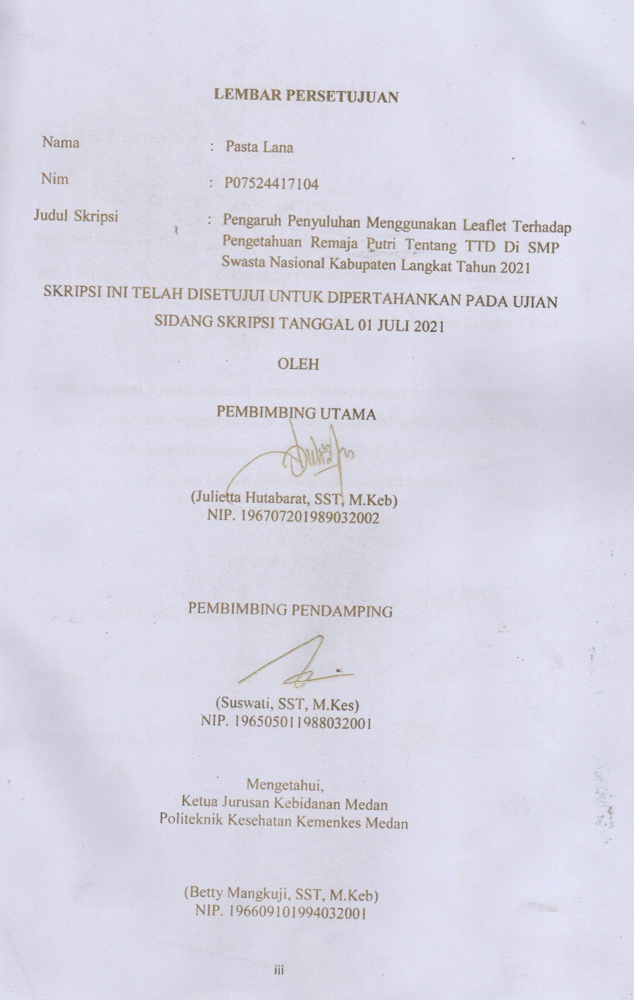 LEMBAR PERSETUJUAN
Nama : Pasta Lana
Nim : P07524417104
Judul Skripsi : Pengaruh Penyuluhan Menggunakan Leaflet Terhadap
Pengetahuan Remaja Putri Tentang TTD Di SMP
Swasta Nasional Kabupaten Langkat Tahun 2021
SKRIPSI INI TELAH DISETUJUI UNTUK DIPERTAHANKAN PADA UJIAN
SIDANG SKRIPSI TANGGAL 01 JULI 2021
OLEH
PEMBIMBING UTAMA
(Julietta Hutabarat, SST, M.Keb)
NIP. 196707201989032002
PEMBIMBING PENDAMPING
(Suswati, SST, M.Kes)
NIP. 196505011988032001
Mengetahui,
Ketua Jurusan Kebidanan Medan
Politeknik Kesehatan Kemenkes Medan
(Betty Mangkuji, SST, M.Keb)
NIP. 196609101994032001
iii